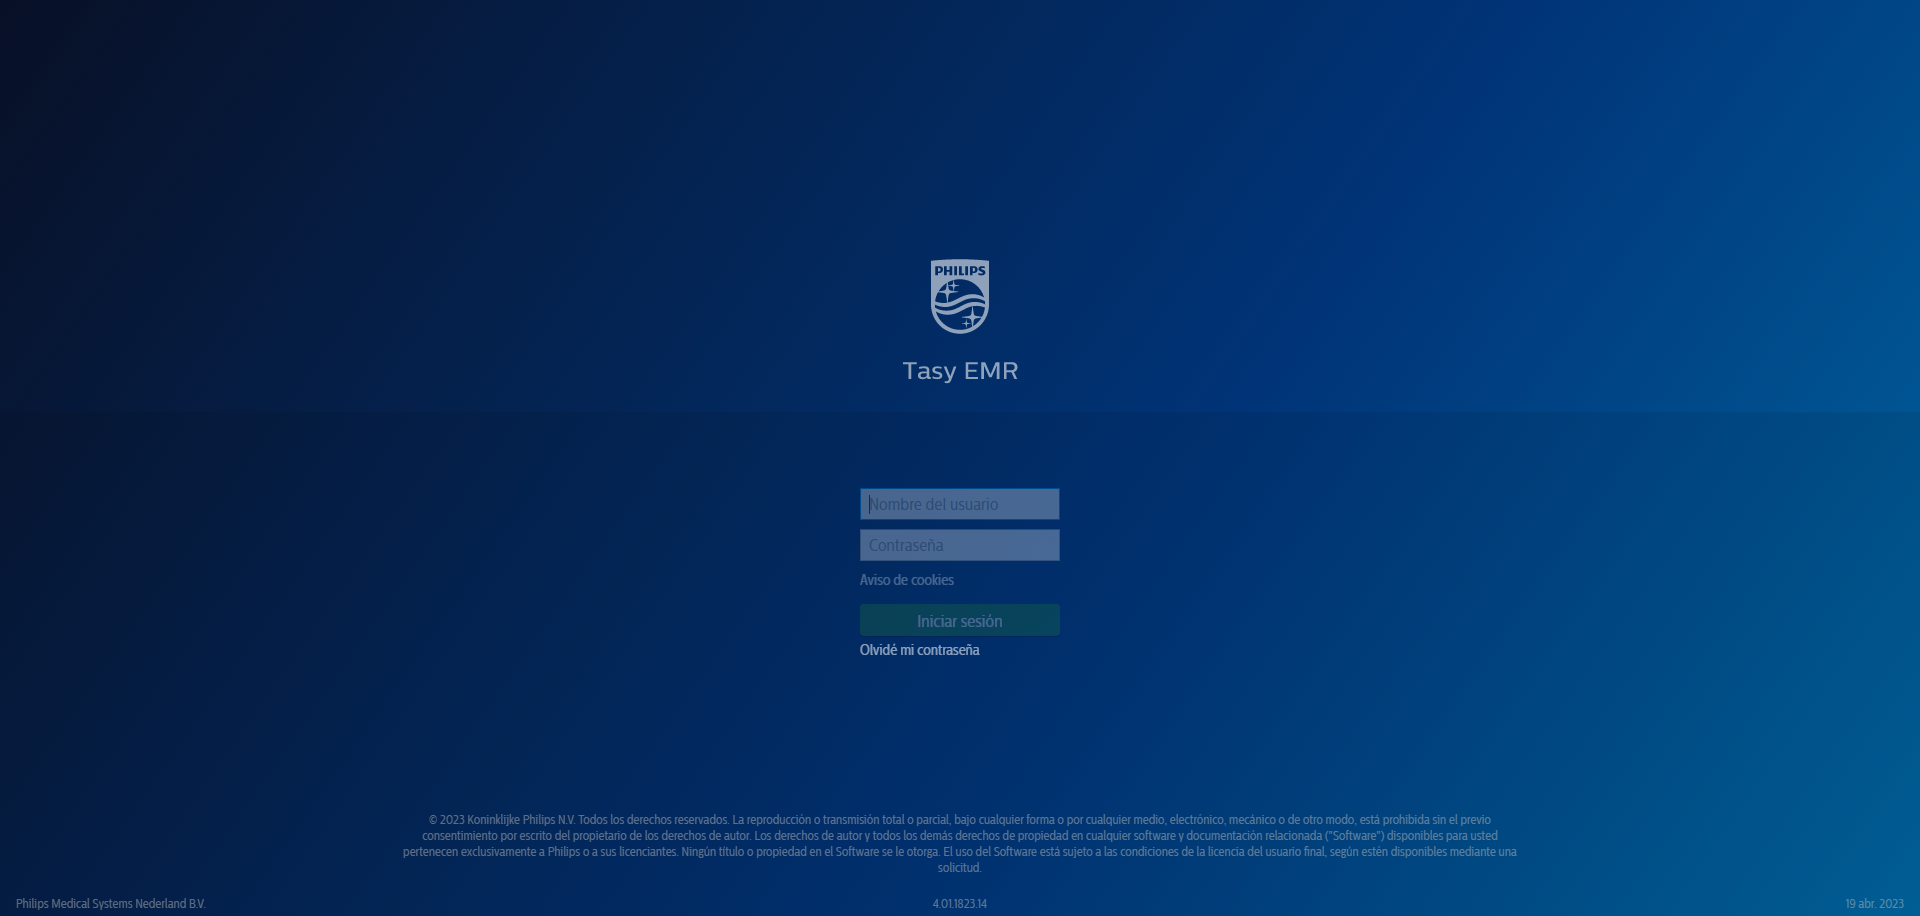 PHILIPS
Tasy EMR
Nombre del usuario
Contraseña
Aviso de cookies
Iniciar sesión
Olvidé mi contraseña
© 2023 Koninklijke Philips N.V. Todos los derechos reservados. La reproducción o transmisión total o parcial, bajo cualquier forma o por cualquier medio, electrónico, mecánico o de otro modo, está prohibida sin el previo
consentimiento por escrito del propietario de los derechos de autor. Los derechos de autor y todos los demás derechos de propiedad en cualquier software y documentación relacionada ("Software") disponibles para usted
pertenecen exclusivamente a Philips o a sus licenciantes. Ningún título o propiedad en el Software se le otorga. El uso del Software está sujeto a las condiciones de la licencia del usuario final, según estén disponibles mediante una
solicitud.
Philips Medical Systems Nederland B.V.
4.01.1823.14
19 abr. 2023